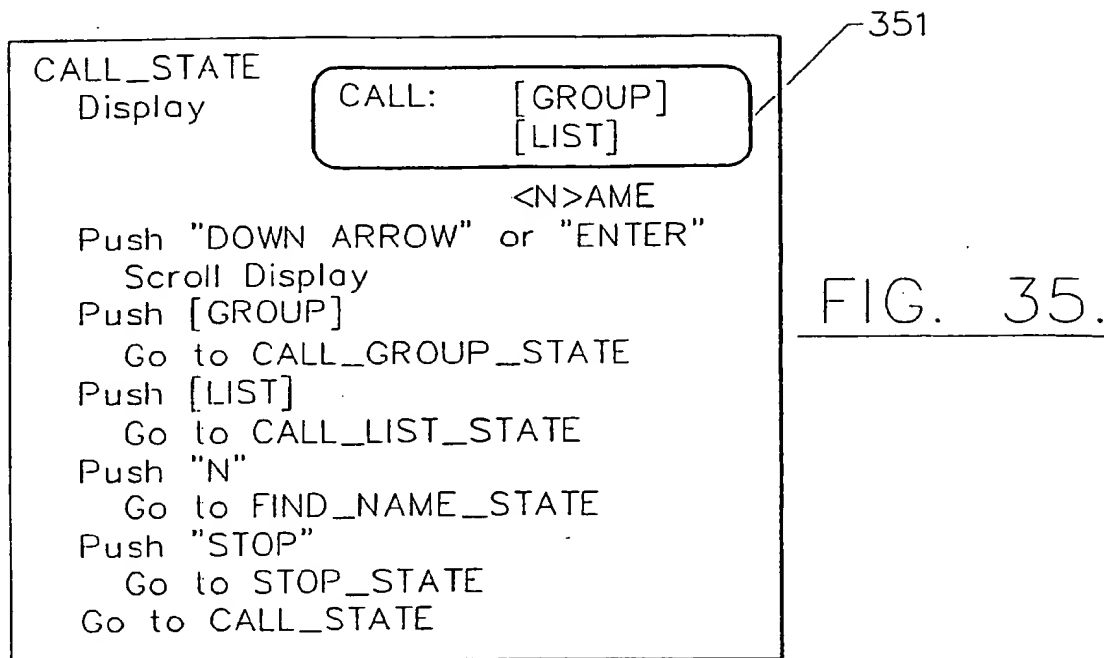 351
CALL_STATE
Display
CALL: [GROUP]
[LIST]
<N>AME
Push "DOWN ARROW" or "ENTER"
Scroll Display
Push [GROUP]
Go to CALL_GROUP_STATE
Push [LIST]
Go to CALL_LIST_STATE
Push "N"
Go to FIND_NAME_STATE
Push "STOP"
Go to STOP_STATE
Go to CALL_STATE
FIG. 35.